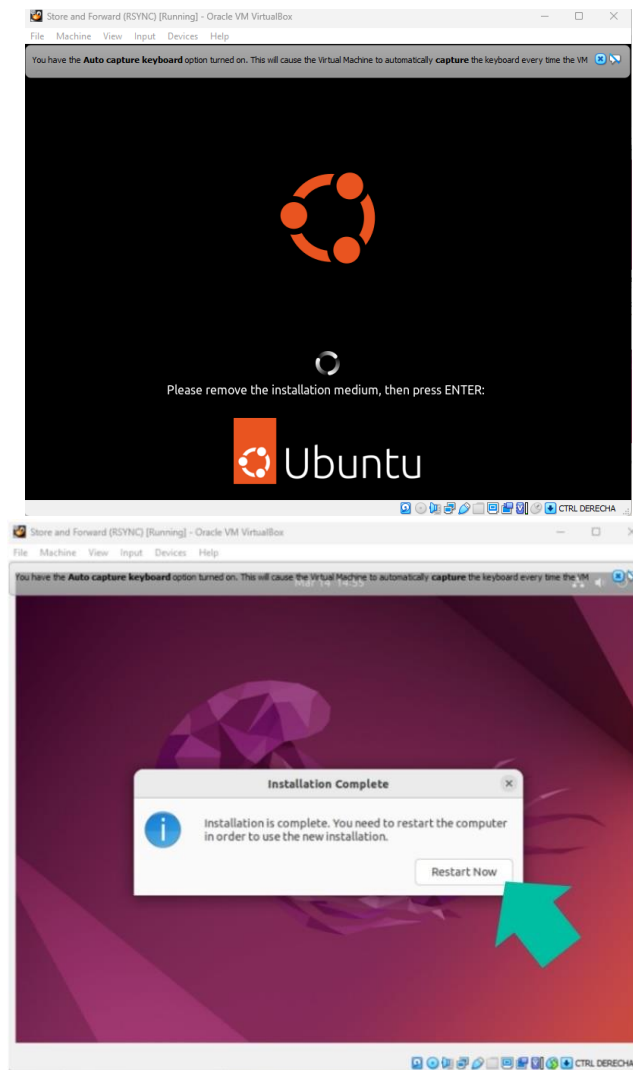 Store and Forward (RSYNC) [Running] - Oracle VM VirtualBox
File Machine View Input Devices Help
You have the Auto capture keyboard option turned on. This will cause the Virtual Machine to automatically capture the keyboard every time the VM
Please remove the installation medium, then press ENTER:
Ubuntu
CTRL DERECHA
Store and Forward (RSYNC) [Running] - Oracle VM VirtualBox
File Machine View Input Devices Help
You have the Auto capture keyboard option turned on. This will cause the Virtual Machine to automatically capture the keyboard every time the VM
Mar 14 14:55
Installation Complete
Installation is complete. You need to restart the computer
in order to use the new installation.
Restart Now
CTRL DERECHA